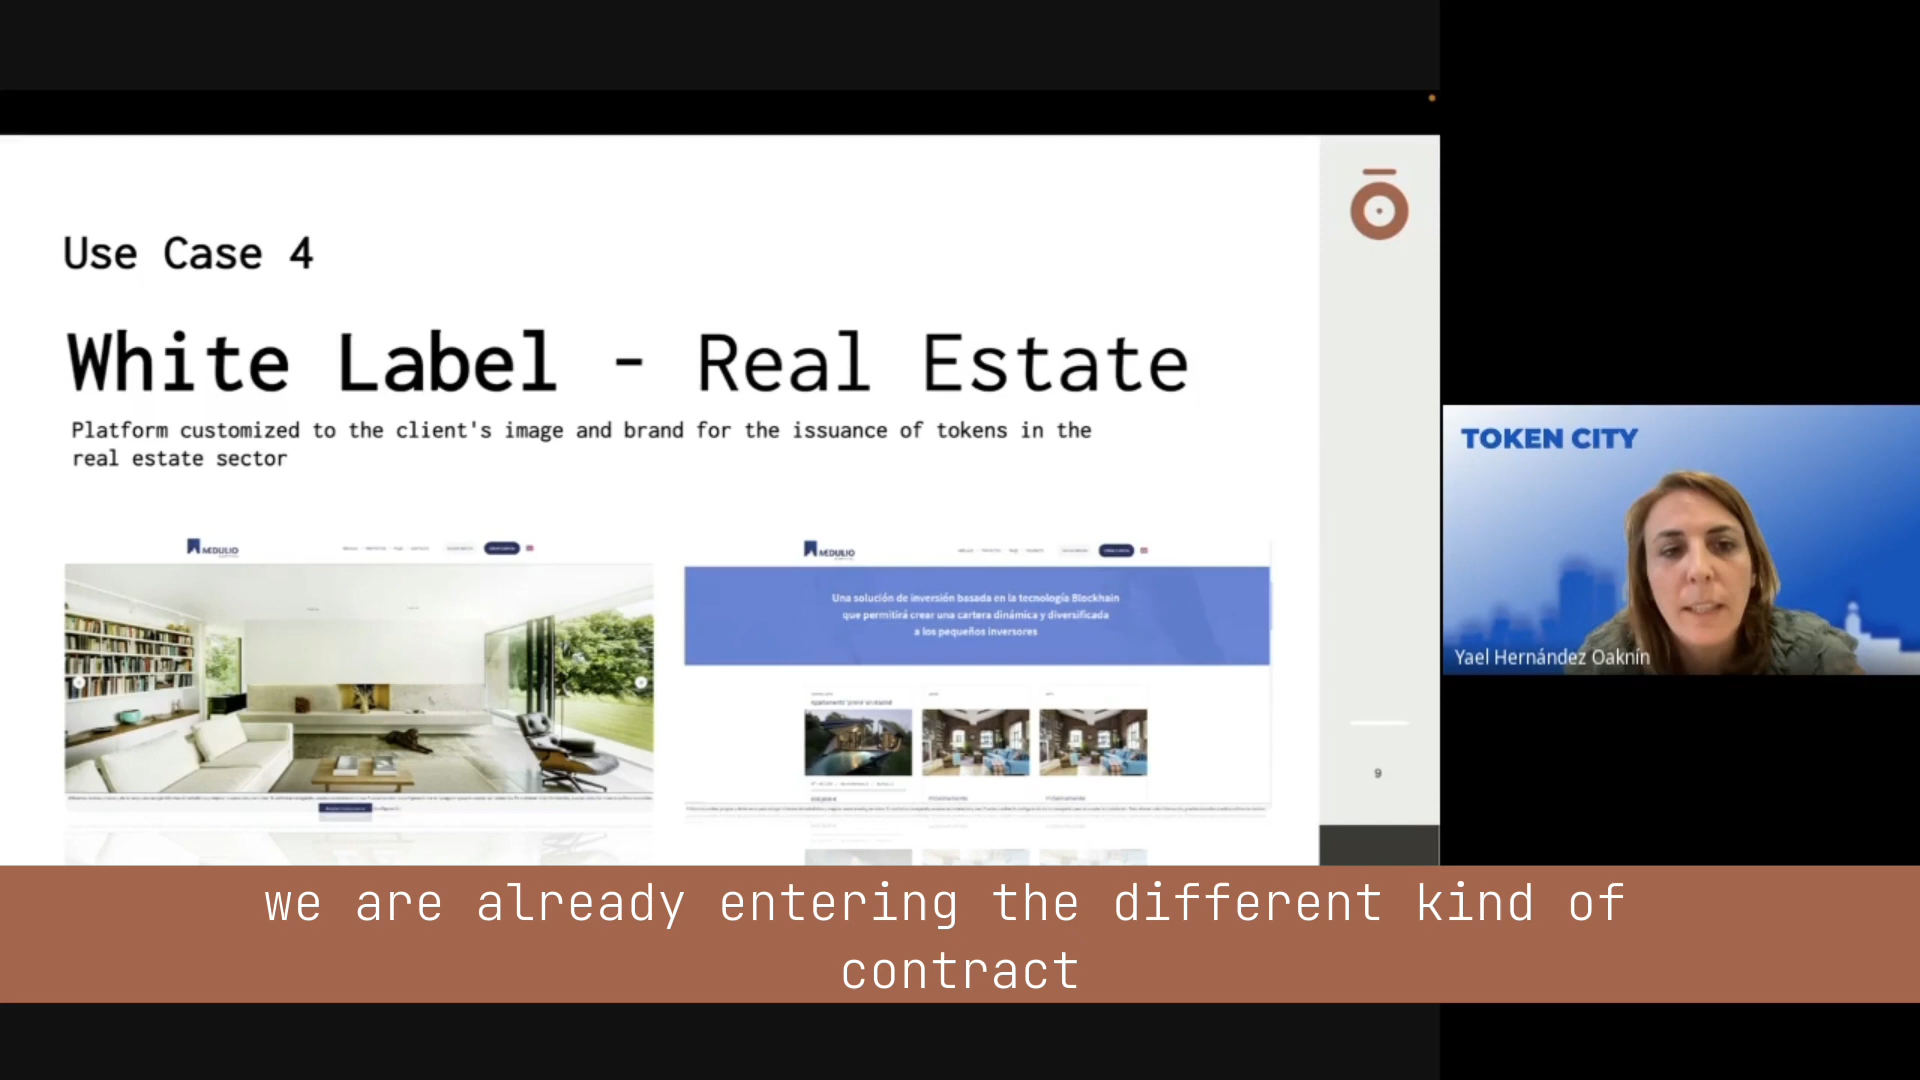 Use Case 4
White Label - Real Estate
Platform customized to the client's image and brand for the issuance of tokens in the
real estate sector
MEDULIO
MEDULIO
Una solución de inversión basada en la tecnología Blockhain
que permitirá crear una cartera dinámica y diversificada
a los pequeños inversores
9
TOKEN CITY
Yael Hernández Oaknín
we are already entering the different kind of
contract